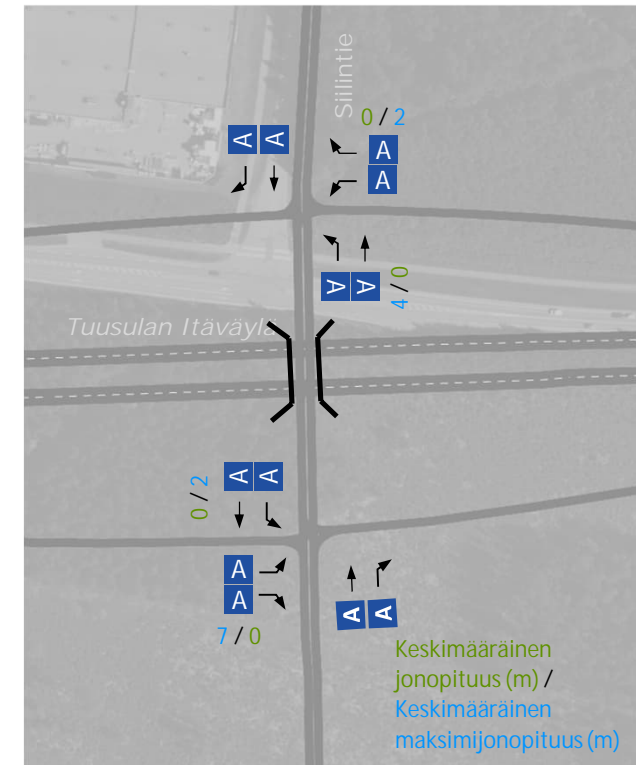 Siilintie
0 / 2
A A
A
A
A A
4 / 0
Tuusulan Itäväylä
A A
0 / 2
A
A
A A
7 / 0
Keskimääräinen
jonopituus (m) /
Keskimääräinen
maksimijonopituus (m)